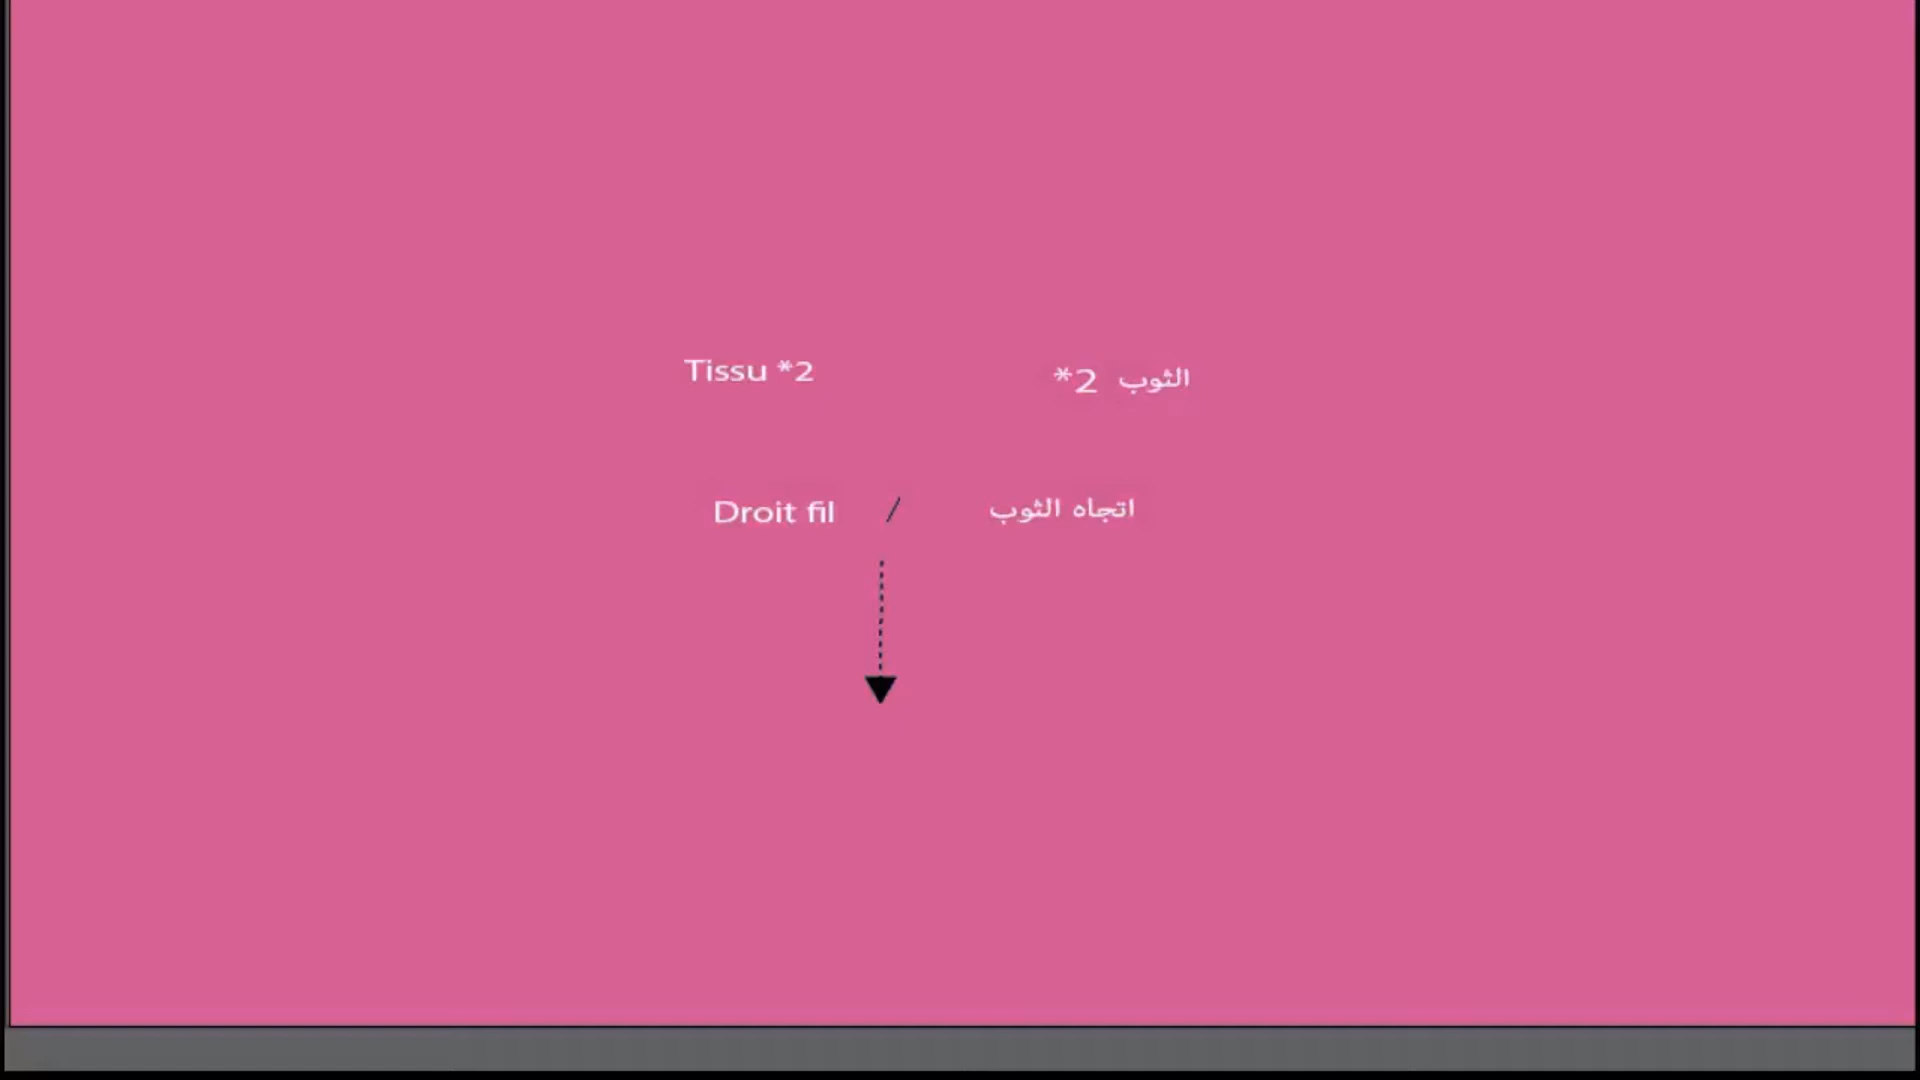 Tissu *2
الثوب 2*
Droit fil / اتجاه الثوب